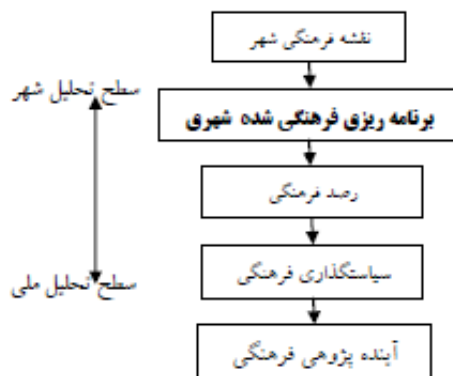 نقشه فرهنگی شهر
سطح تحلیل شهر
برنامه ریزی فرهنگی شده شهری
رصد فرهنگی
سیاستگذاری فرهنگی
سطح تحلیل ملی
آینده پژوهی فرهنگی